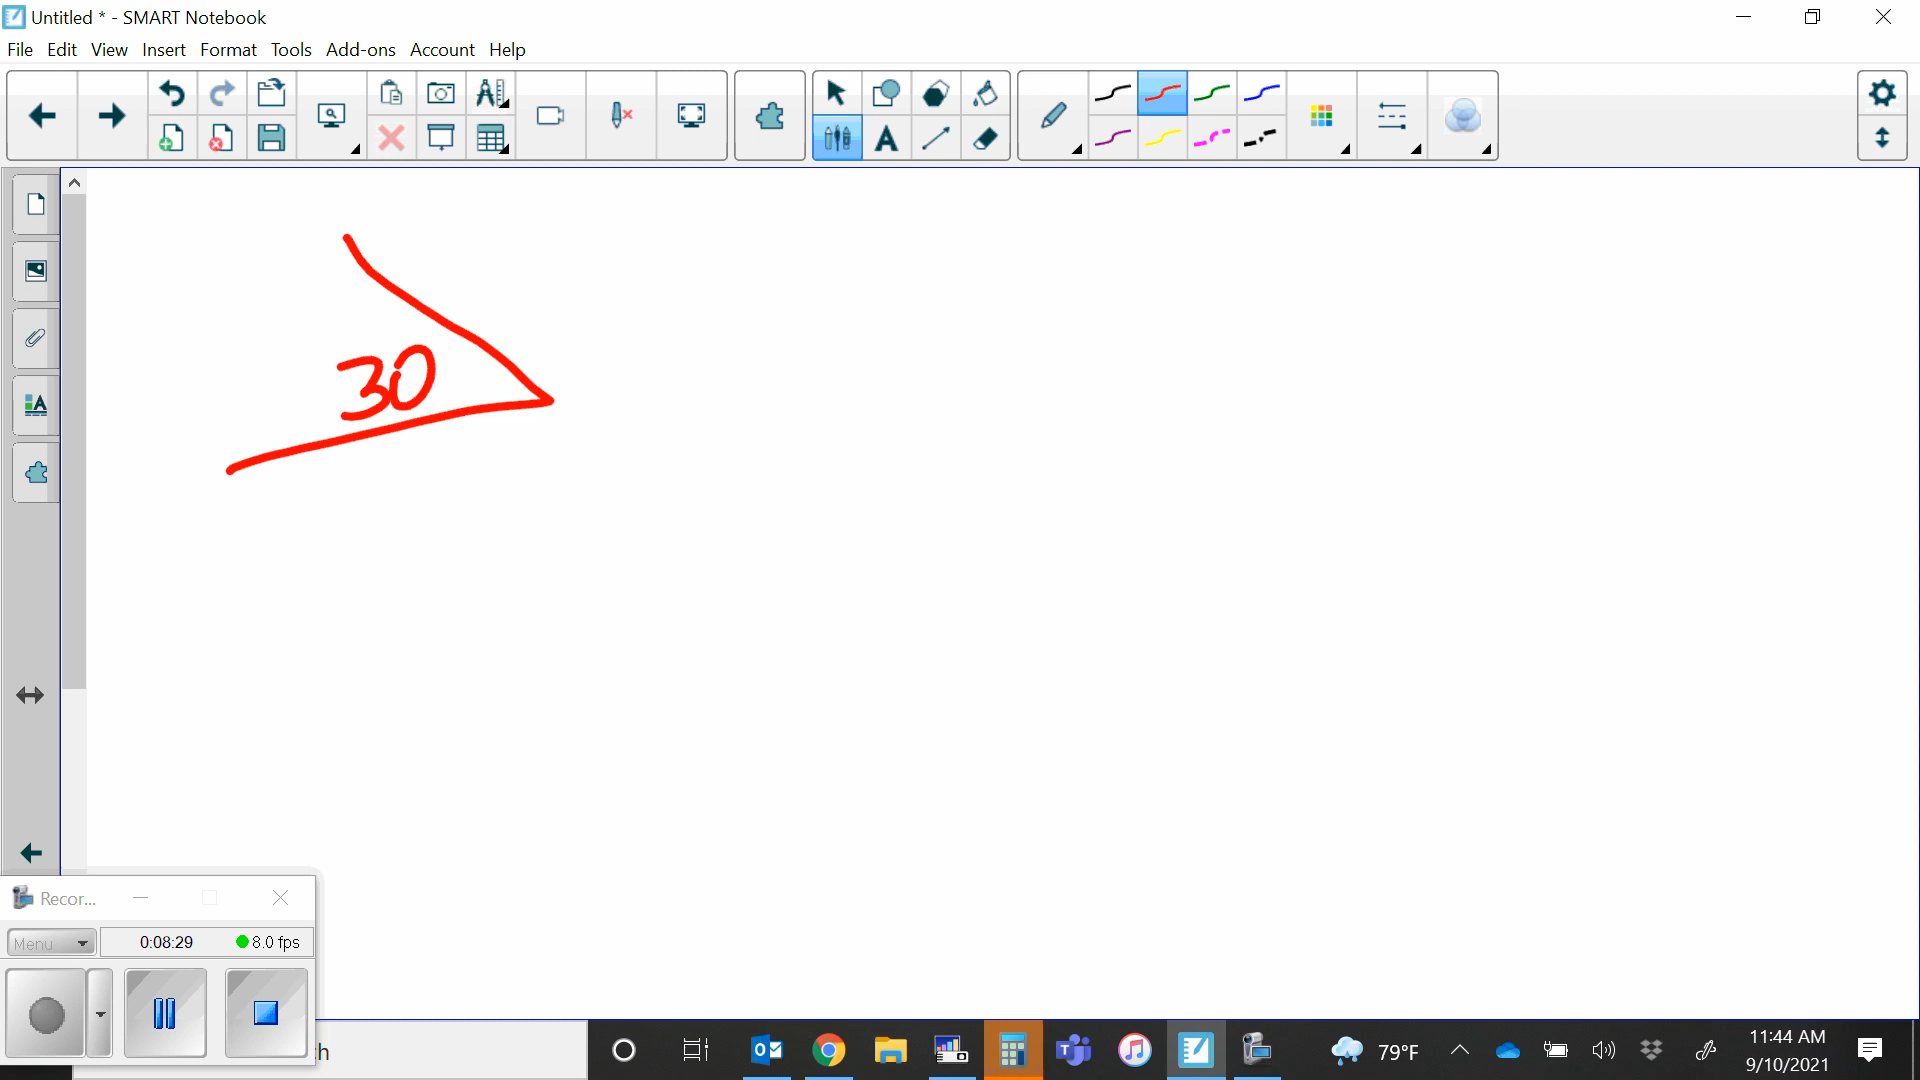 Untitled * - SMART Notebook
File Edit View Insert Format Tools Add-ons Account Help
30
Recor...
Menu 0:08:29 8.0 fps
79°F
11:44 AM
9/10/2021